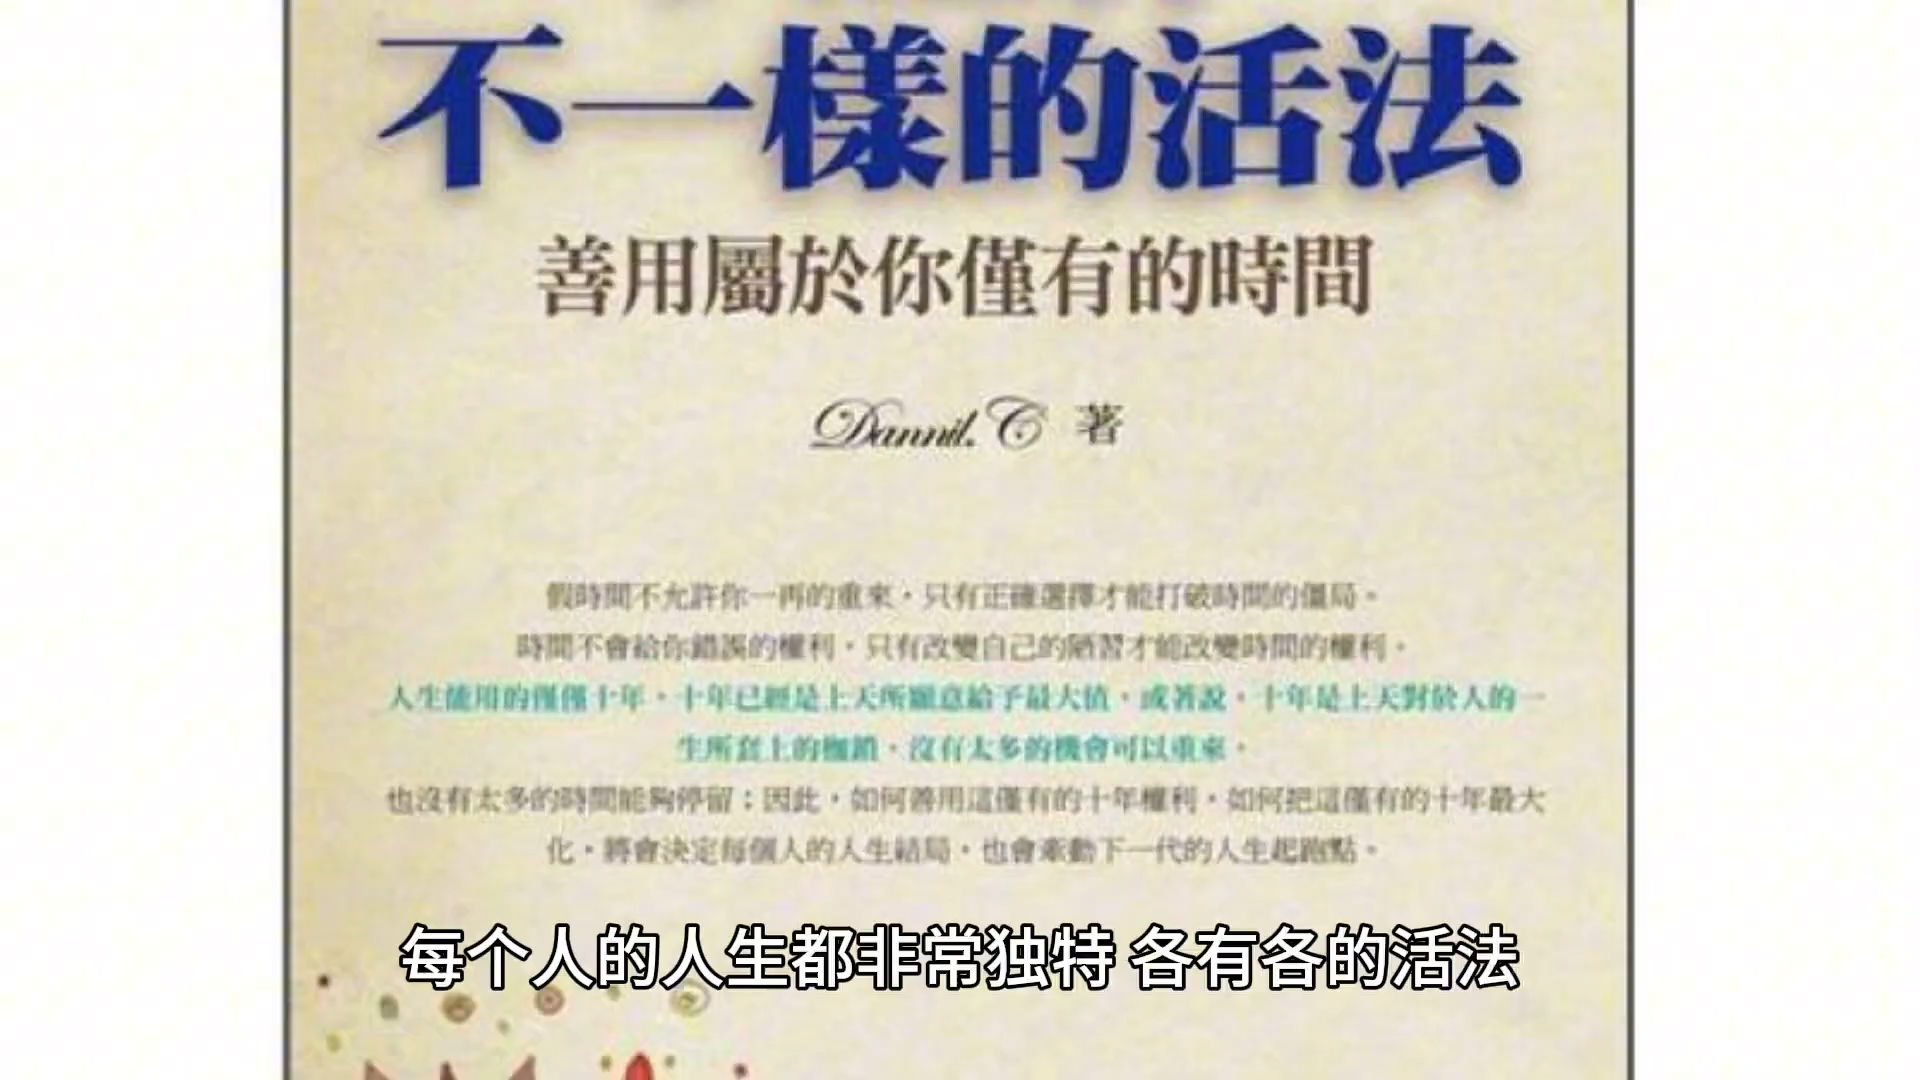 不一樣的活法
善用屬於你僅有的時間
Dannil.C 著
假時間不允許你一再的重來，只有正確選擇才能打破時間的僵局。
時間不會給你錯誤的權利，只有改變自己的陋習才能改變時間的權利。
人生能用的僅僅十年，十年已經是上天所願意給予最大值，或著說，十年是上天對於人的一
生所套上的枷鎖，沒有太多的機會可以重來。
也沒有太多的時間能夠停留；因此，如何善用這僅有的十年權利，如何把這僅有的十年最大
化，將會決定每個人的人生結局，也會牽動下一代的人生起跑點。
每个人的人生都非常独特 各有各的活法